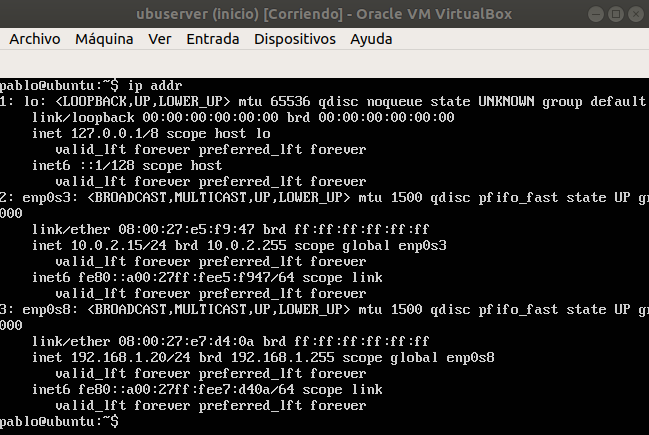 ubuserver (inicio) [Corriendo] - Oracle VM VirtualBox
Archivo Máquina Ver Entrada Dispositivos Ayuda
pablo@ubuntu:~$ ip addr
1: lo: <LOOPBACK,UP,LOWER_UP> mtu 65536 qdisc noqueue state UNKNOWN group default
    link/loopback 00:00:00:00:00:00 brd 00:00:00:00:00:00
    inet 127.0.0.1/8 scope host lo
       valid_lft forever preferred_lft forever
    inet6 ::1/128 scope host
       valid_lft forever preferred_lft forever
2: enp0s3: <BROADCAST,MULTICAST,UP,LOWER_UP> mtu 1500 qdisc pfifo_fast state UP gr
000
    link/ether 08:00:27:e5:f9:47 brd ff:ff:ff:ff:ff:ff
    inet 10.0.2.15/24 brd 10.0.2.255 scope global enp0s3
       valid_lft forever preferred_lft forever
    inet6 fe80::a00:27ff:fee5:f947/64 scope link
       valid_lft forever preferred_lft forever
3: enp0s8: <BROADCAST,MULTICAST,UP,LOWER_UP> mtu 1500 qdisc pfifo_fast state UP gr
000
    link/ether 08:00:27:e7:d4:0a brd ff:ff:ff:ff:ff:ff
    inet 192.168.1.20/24 brd 192.168.1.255 scope global enp0s8
       valid_lft forever preferred_lft forever
    inet6 fe80::a00:27ff:fee7:d40a/64 scope link
       valid_lft forever preferred_lft forever
pablo@ubuntu:~$